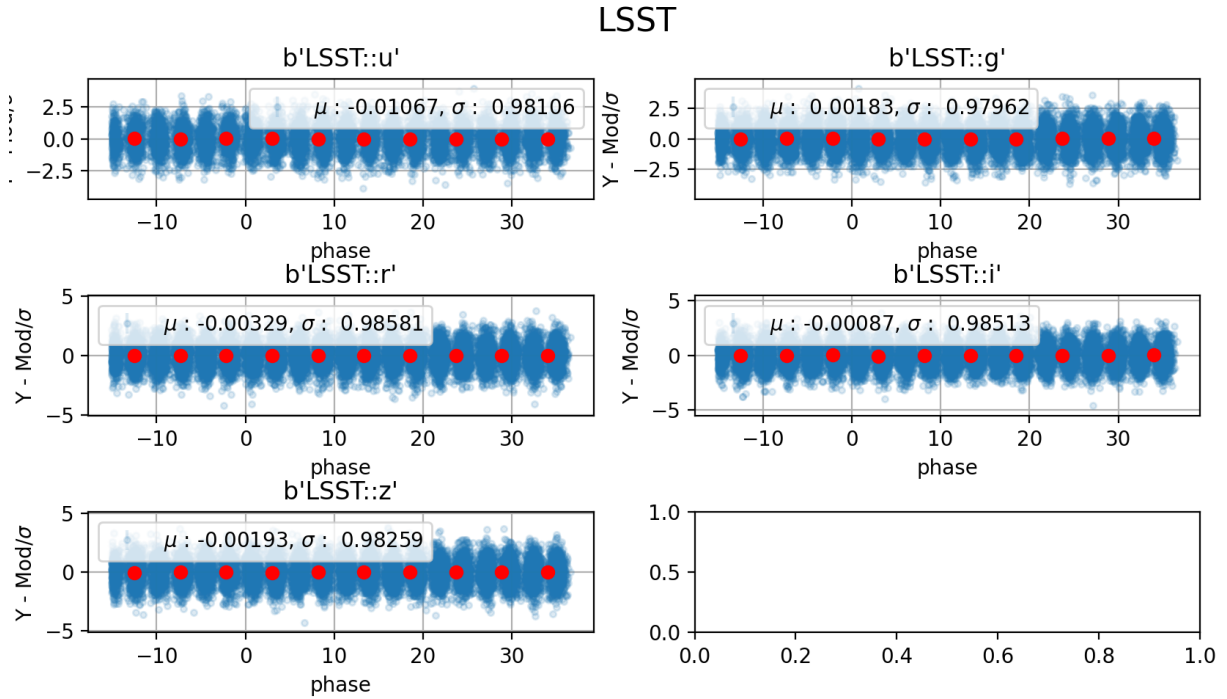 LSST
b'LSST::u'
Mod/σ
2.5
0.0
−2.5
μ : -0.01067, σ : 0.98106
−10 0 10 20 30
phase
b'LSST::g'
Y - Mod/σ
2.5
0.0
−2.5
μ : 0.00183, σ : 0.97962
−10 0 10 20 30
phase
b'LSST::r'
Y - Mod/σ
5
0
−5
μ : -0.00329, σ : 0.98581
−10 0 10 20 30
phase
b'LSST::i'
Y - Mod/σ
5
0
−5
μ : -0.00087, σ : 0.98513
−10 0 10 20 30
phase
b'LSST::z'
Y - Mod/σ
5
0
−5
μ : -0.00193, σ : 0.98259
−10 0 10 20 30
phase
1.0
0.5
0.0
0.0 0.2 0.4 0.6 0.8 1.0